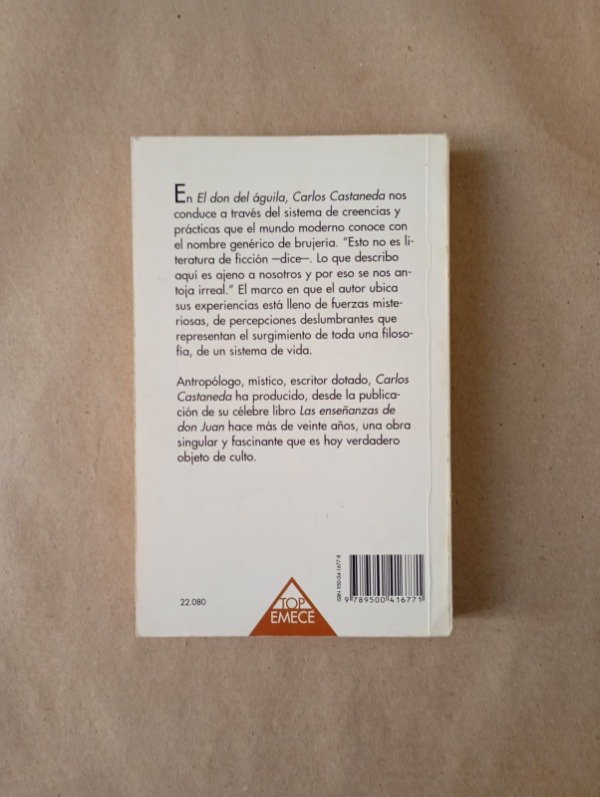 En El don del águila, Carlos Castaneda nos
conduce a través del sistema de creencias y
prácticas que el mundo moderno conoce con
el nombre genérico de brujería. "Esto no es li-
teratura de ficción —dice—. Lo que describo
aquí es ajeno a nosotros y por eso se nos an-
toja irreal." El marco en que el autor ubica
sus experiencias está lleno de fuerzas miste-
riosas, de percepciones deslumbrantes que
representan el surgimiento de toda una filoso-
fía, de un sistema de vida.
Antropólogo, místico, escritor dotado, Carlos
Castaneda ha producido, desde la publica-
ción de su célebre libro Las enseñanzas de
don Juan hace más de veinte años, una obra
singular y fascinante que es hoy verdadero
objeto de culto.
22.080
TOP
EMECE
ISBN 950-04-1677-8
9 789500 416771